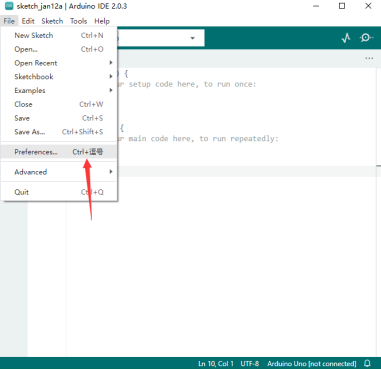 sketch_jan12a | Arduino IDE 2.0.3
File Edit Sketch Tools Help
New Sketch Ctrl+N
Open... Ctrl+O
Open Recent
Sketchbook
Examples
Close Ctrl+W
Save Ctrl+S
Save As... Ctrl+Shift+S
Preferences... Ctrl+逗号
Advanced
Quit Ctrl+Q
) {
ur setup code here, to run once:
{
ur main code here, to run repeatedly:
Ln 10, Col 1 UTF-8 Arduino Uno [not connected]